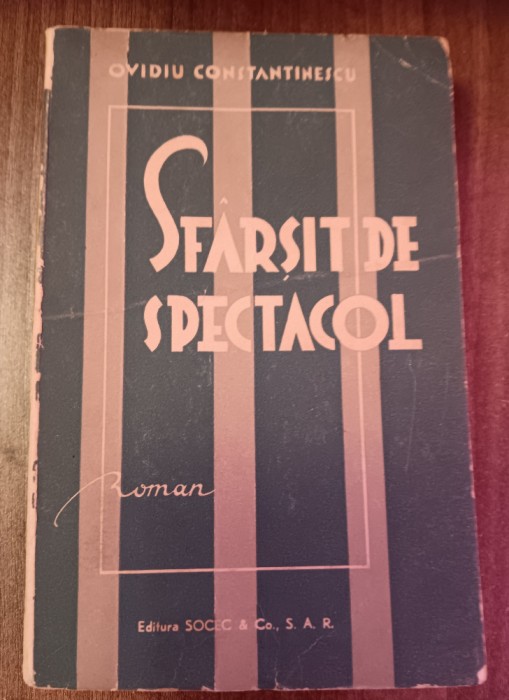 OVIDIU CONSTANTINESCU
SFÂRȘIT DE
SPECTACOL
Roman
Editura SOCEC & Co., S. A. R.